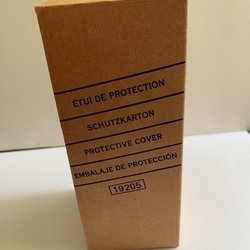 ÉTUI DE PROTECTION
SCHUTZKARTON
PROTECTIVE COVER
EMBALAJE DE PROTECCIÓN
19205